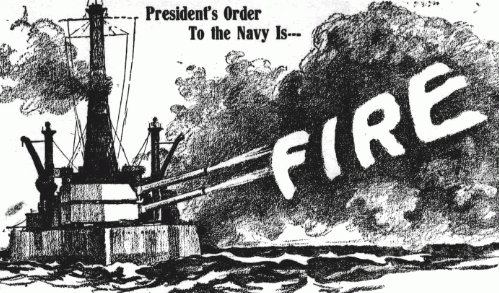 President's Order
To the Navy Is---
FIRE